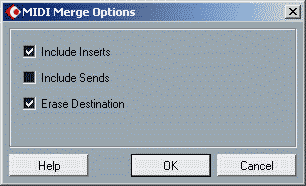 MIDI Merge Options
Include Inserts
Include Sends
Erase Destination
Help
OK
Cancel